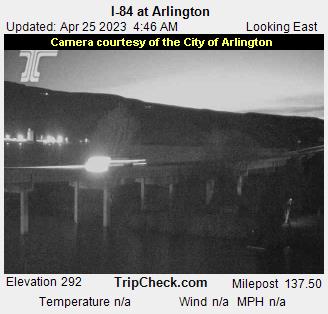 I-84 at Arlington
Updated: Apr 25 2023 4:46 AM Looking East
Camera courtesy of the City of Arlington
Elevation 292 TripCheck.com Milepost 137.50
Temperature n/a Wind n/a MPH n/a